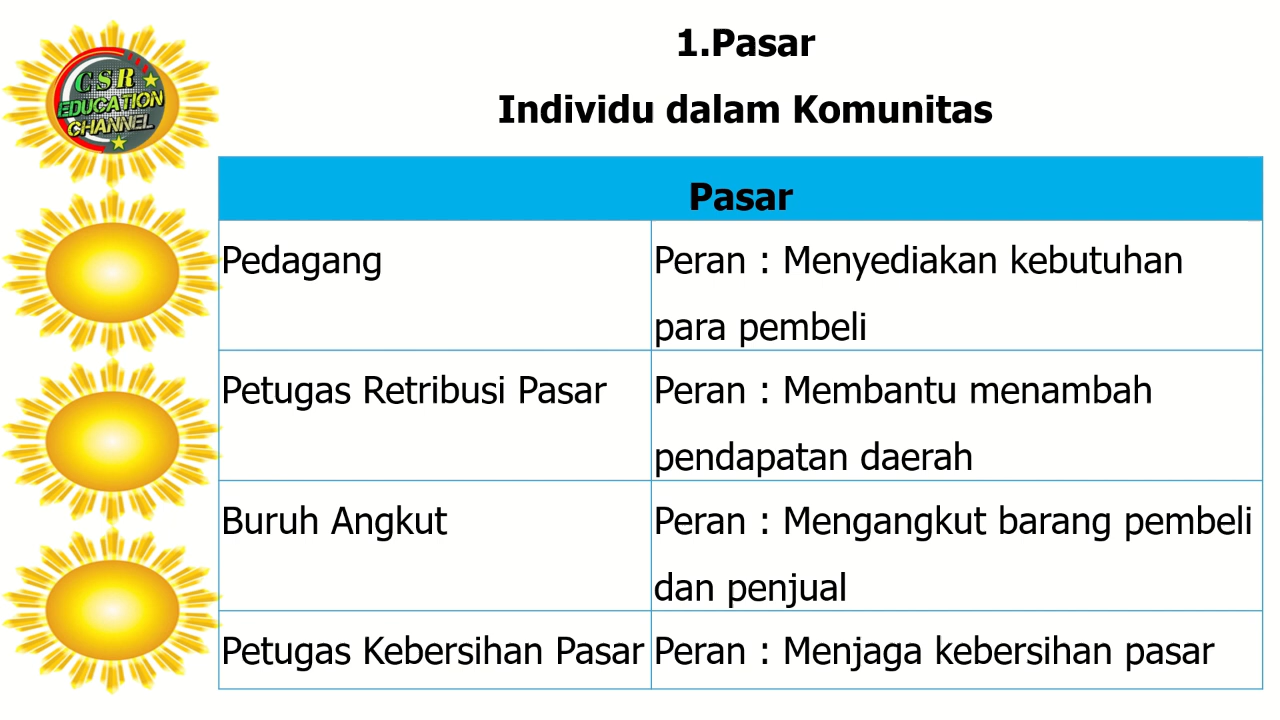 CSR
EDUCATION
CHANNEL
1.Pasar
Individu dalam Komunitas
Pasar
Pedagang
Peran : Menyediakan kebutuhan
para pembeli
Petugas Retribusi Pasar
Peran : Membantu menambah
pendapatan daerah
Buruh Angkut
Peran : Mengangkut barang pembeli
dan penjual
Petugas Kebersihan Pasar
Peran : Menjaga kebersihan pasar